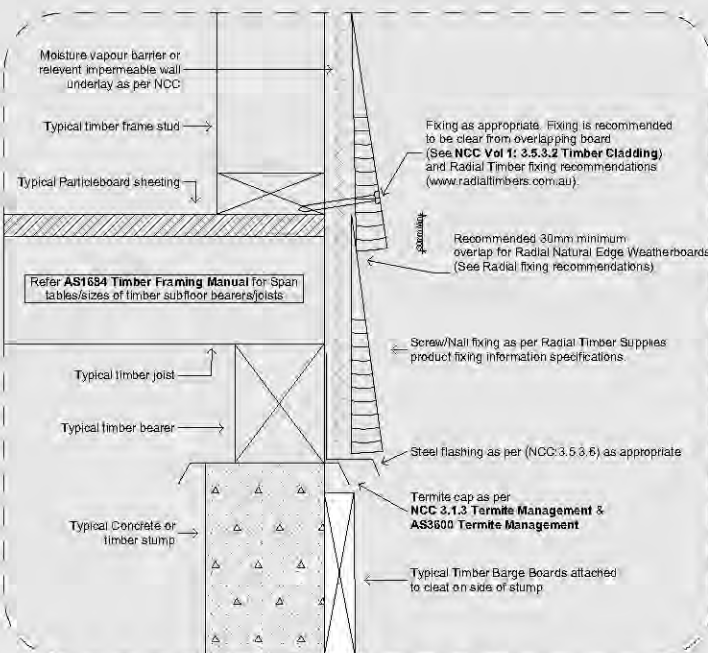 Moisture vapour barrier or
relevent impermeable wall
underlay as per NCC
Typical timber frame stud
Typical Particleboard sheeting
Refer AS1684 Timber Framing Manual for Span
tables/sizes of timber subfloor bearers/joists
Typical timber joist
Typical timber bearer
Typical Concrete or
timber stump
Fixing as appropriate. Fixing is recommended
to be clear from overlapping board
(See NCC Vol 1: 3.5.3.2 Timber Cladding)
and Radial Timber fixing recommendations
(www.radialtimbers.com.au).
30mm
Recommended 30mm minimum
overlap for Radial Natural Edge Weatherboards
(See Radial fixing recommendations)
Screw/Nail fixing as per Radial Timber Supplies
product fixing information specifications.
Steel flashing as per (NCC:3.5.3.6) as appropriate
Termite cap as per
NCC 3.1.3 Termite Management &
AS3600 Termite Management
Typical Timber Barge Boards attached
to cleat on side of stump